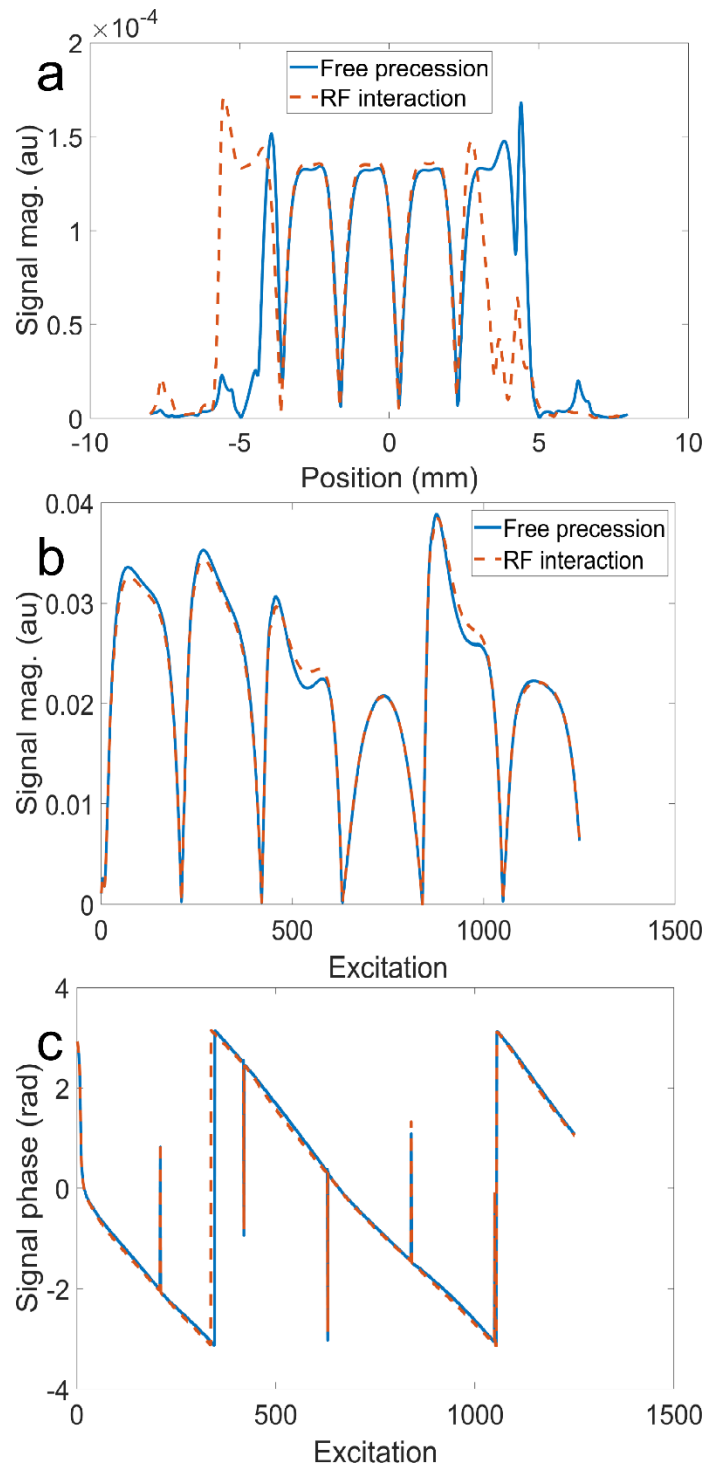 ×10⁻⁴
a
2
1.5
1
0.5
0
Signal mag. (au)
Free precession
RF interaction
-10
-5
0
5
10
Position (mm)
b
0.04
0.03
0.02
0.01
0
Signal mag. (au)
Free precession
RF interaction
0
500
1000
1500
Excitation
c
4
2
0
-2
-4
Signal phase (rad)
0
500
1000
1500
Excitation